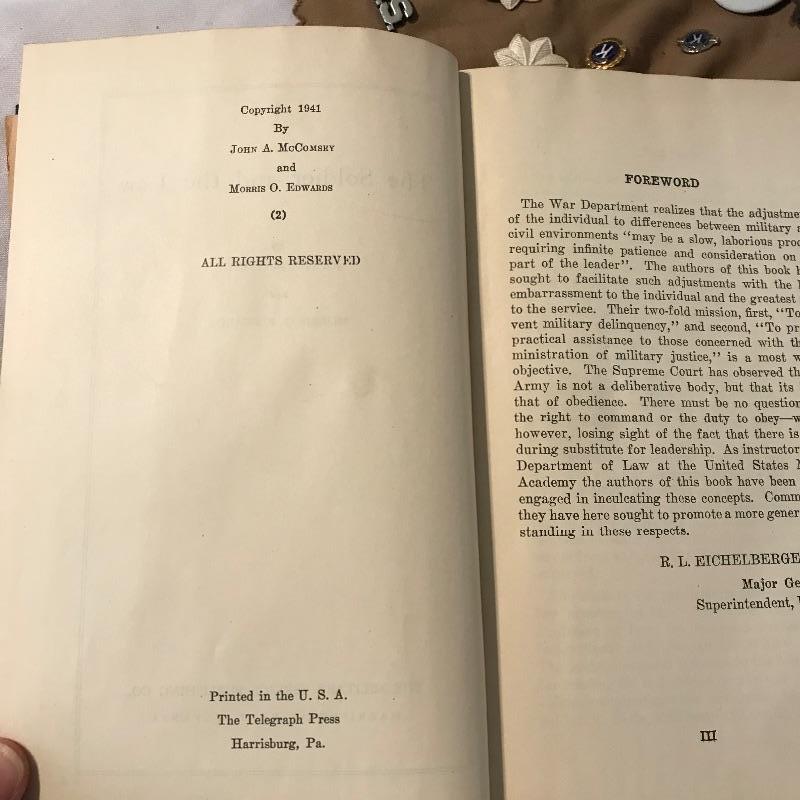 Copyright 1941
By
JOHN A. MCCOMSEY
and
MORRIS O. EDWARDS
(2)
ALL RIGHTS RESERVED
Printed in the U. S. A.
The Telegraph Press
Harrisburg, Pa.
FOREWORD
The War Department realizes that the adjustme
of the individual to differences between military a
civil environments "may be a slow, laborious proc
requiring infinite patience and consideration on
part of the leader". The authors of this book h
sought to facilitate such adjustments with the l
embarrassment to the individual and the greatest
to the service. Their two-fold mission, first, "To
vent military delinquency," and second, "To pr
practical assistance to those concerned with th
ministration of military justice," is a most w
objective. The Supreme Court has observed th
Army is not a deliberative body, but that its
that of obedience. There must be no question
the right to command or the duty to obey—w
however, losing sight of the fact that there is
during substitute for leadership. As instructor
Department of Law at the United States M
Academy the authors of this book have been
engaged in inculcating these concepts. Comm
they have here sought to promote a more gener
standing in these respects.
R. L. EICHELBERGE
Major Ge
Superintendent,
III
K
K
S